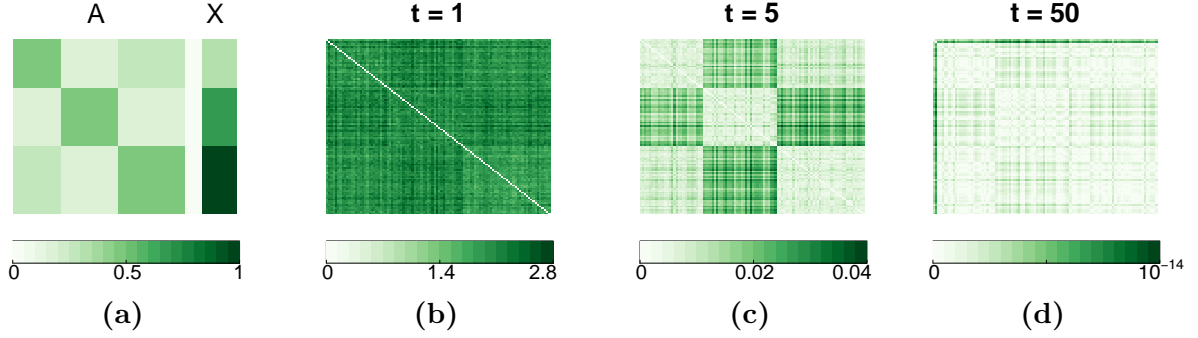 A X t = 1 t = 5 t = 50
0 0.5 1 0 1.4 2.8 0 0.02 0.04 0 10⁻¹⁴
(a) (b) (c) (d)